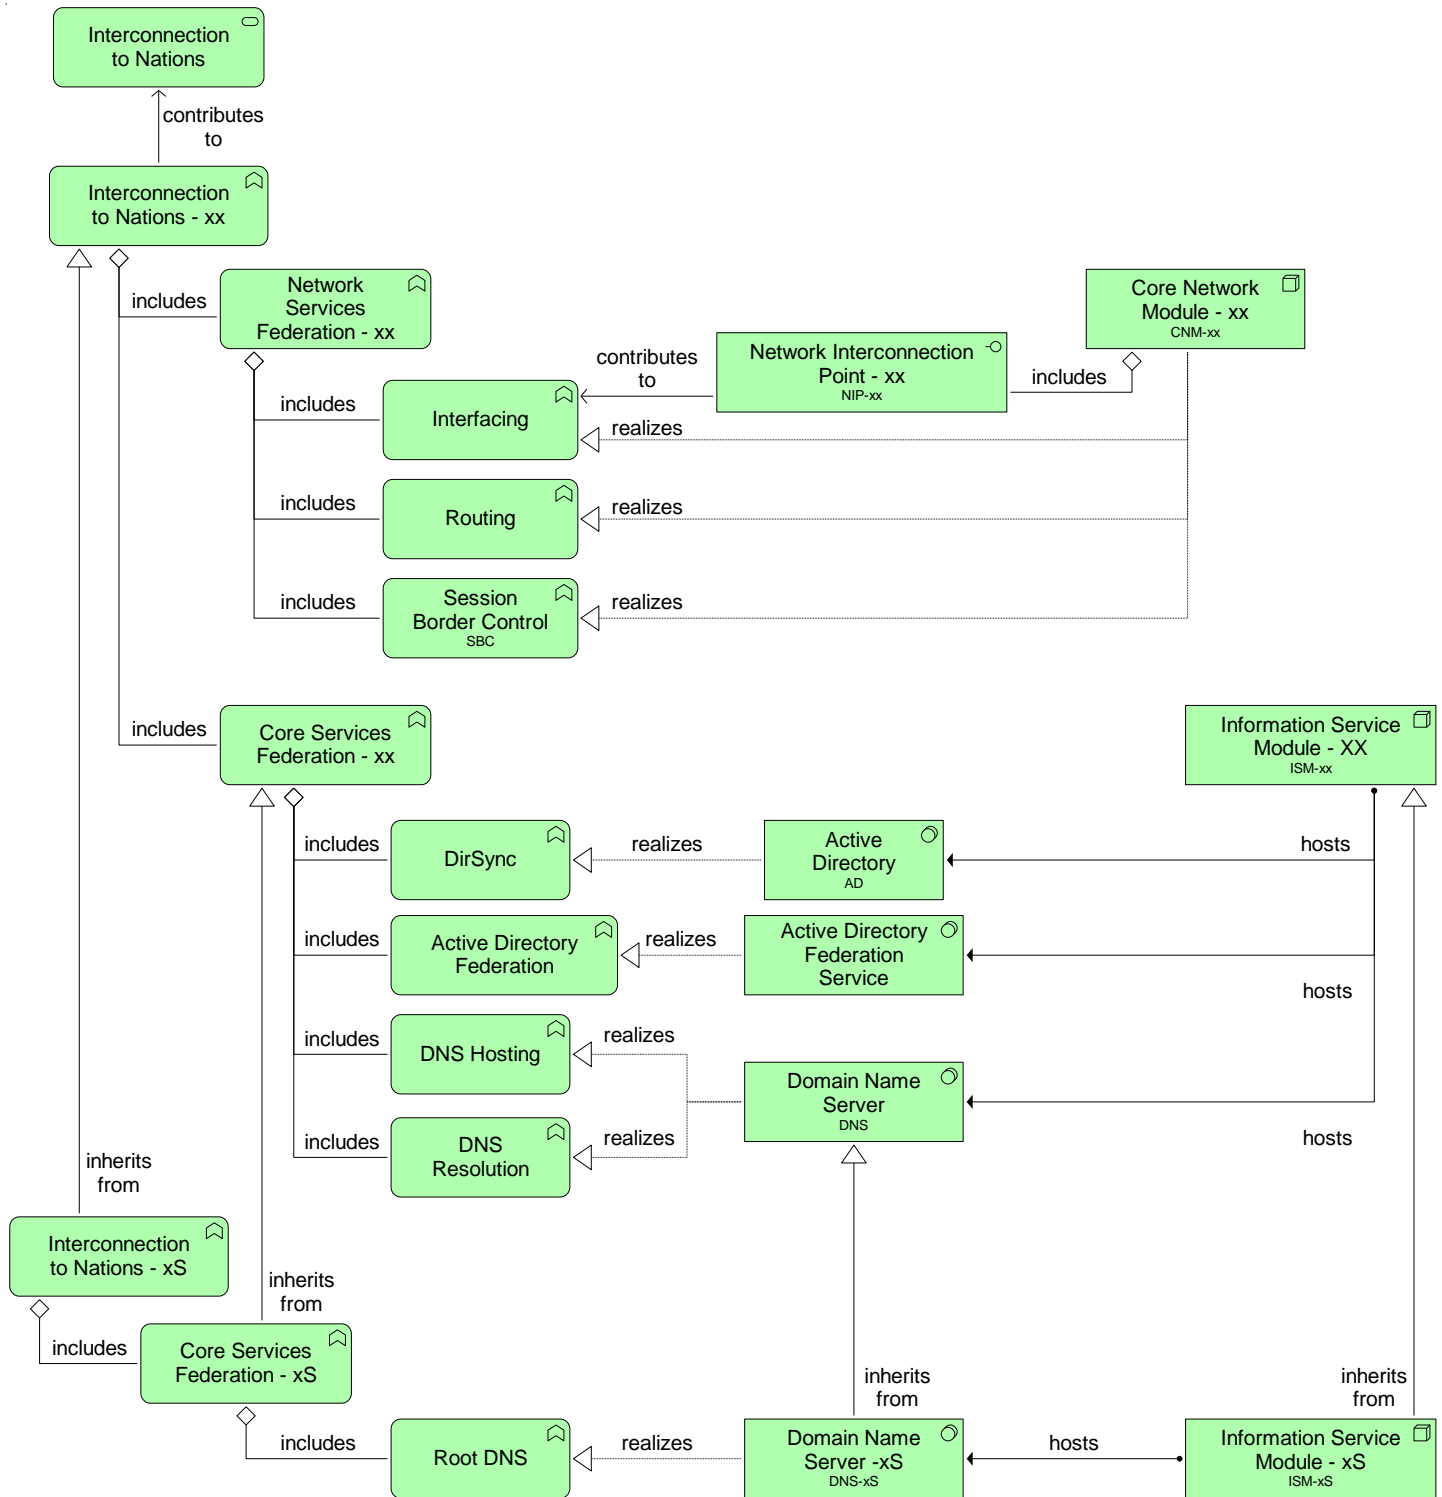 Interconnection
to Nations
contributes
to
Interconnection
to Nations - xx
includes
Network
Services
Federation - xx
Core Network
Module - xx
CNM-xx
contributes
to
Network Interconnection
Point - xx
NIP-xx
includes
includes
Interfacing
realizes
includes
Routing
realizes
includes
Session
Border Control
SBC
realizes
includes
Core Services
Federation - xx
Information Service
Module - XX
ISM-xx
includes
DirSync
realizes
Active
Directory
AD
hosts
includes
Active Directory
Federation
realizes
Active Directory
Federation
Service
hosts
includes
DNS Hosting
realizes
Domain Name
Server
DNS
hosts
includes
DNS
Resolution
realizes
inherits
from
Interconnection
to Nations - xS
inherits
from
includes
Core Services
Federation - xS
inherits
from
inherits
from
includes
Root DNS
realizes
Domain Name
Server -xS
DNS-xS
hosts
Information Service
Module - xS
ISM-xS